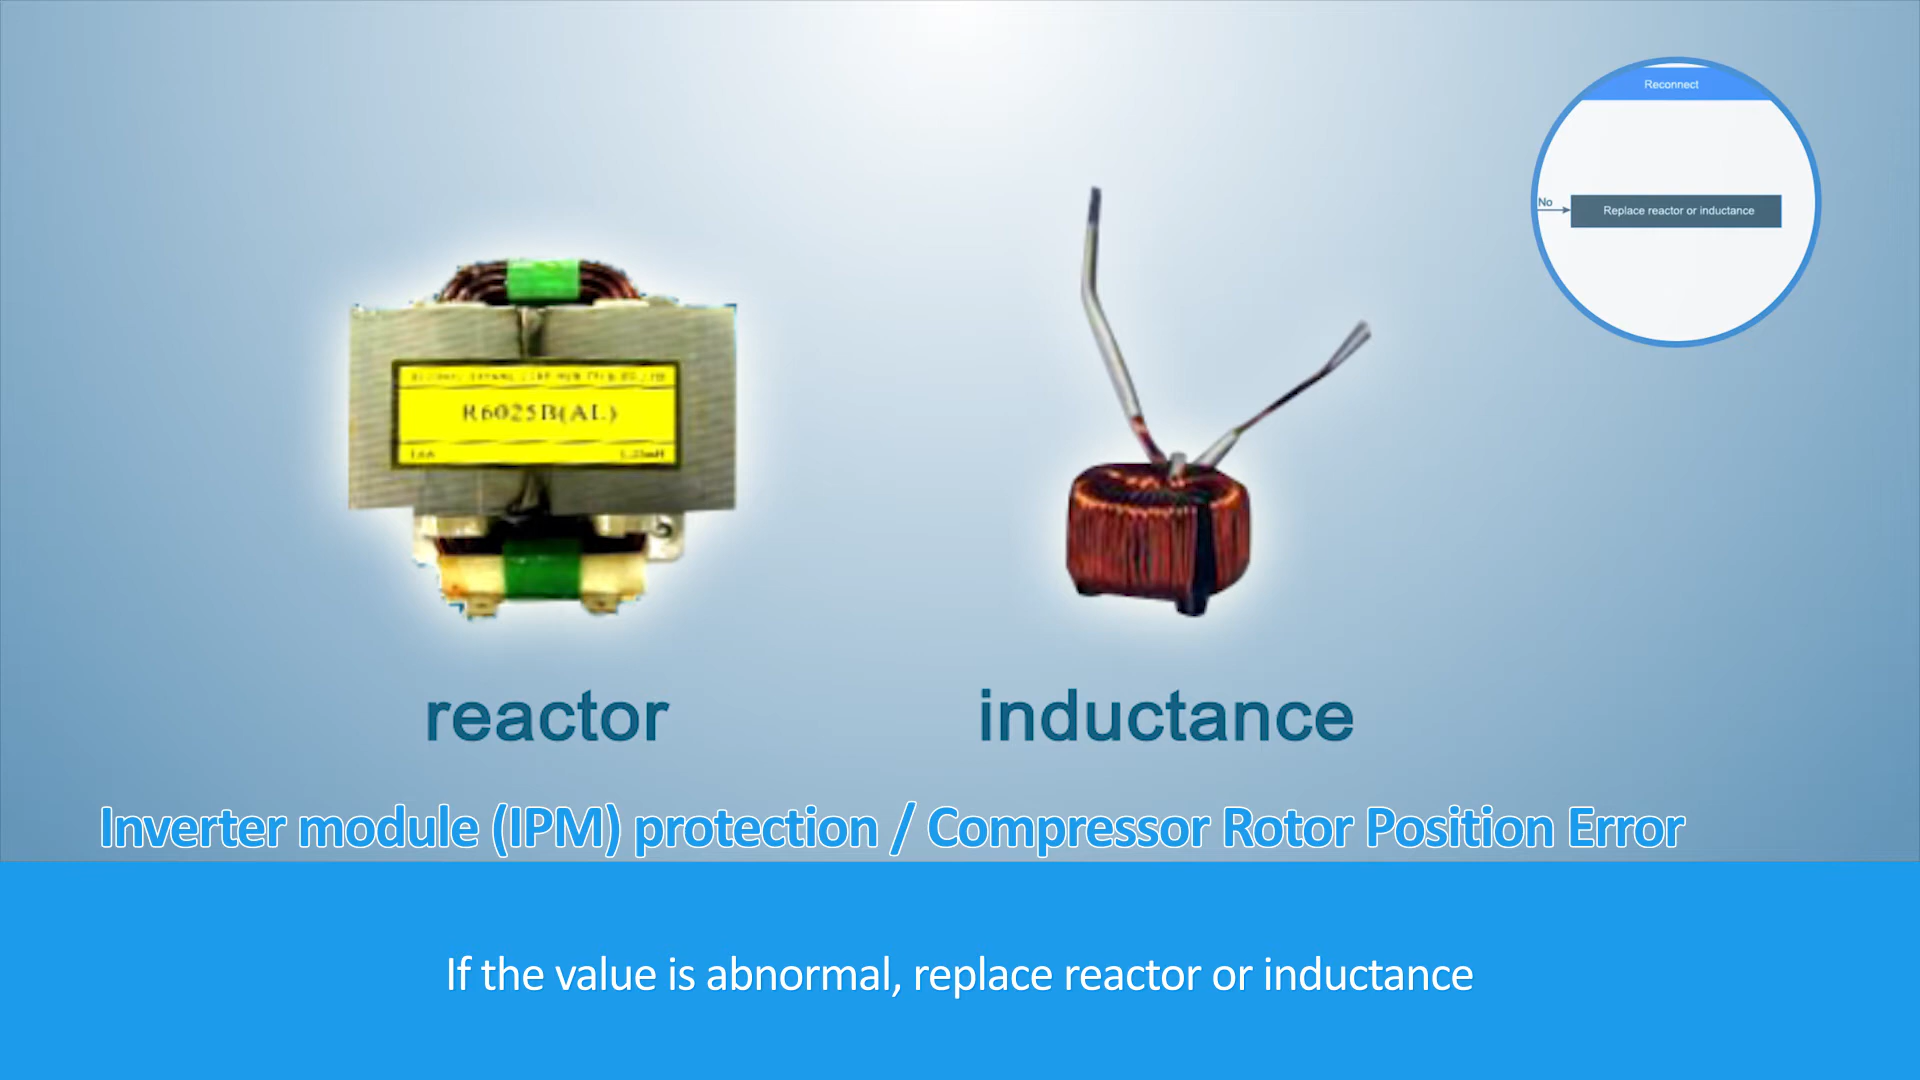 Reconnect
No
Replace reactor or inductance
R6025B(AL)
reactor
inductance
Inverter module (IPM) protection / Compressor Rotor Position Error
If the value is abnormal, replace reactor or inductance